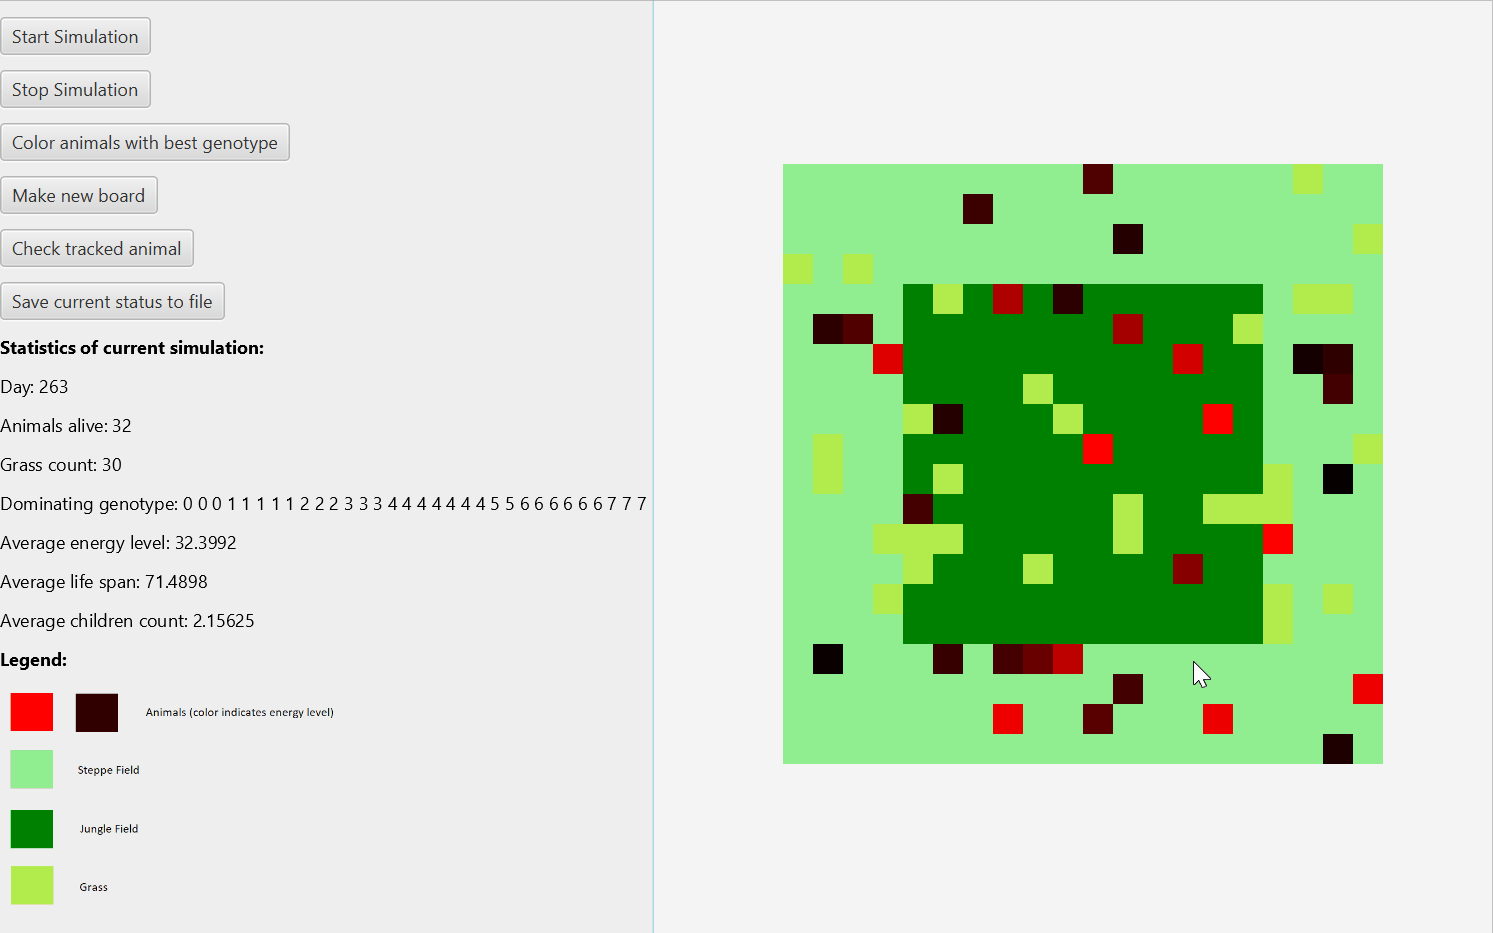 Start Simulation
Stop Simulation
Color animals with best genotype
Make new board
Check tracked animal
Save current status to file
Statistics of current simulation:
Day: 263
Animals alive: 32
Grass count: 30
Dominating genotype: 0 0 0 1 1 1 1 1 2 2 2 3 3 3 4 4 4 4 4 4 4 5 5 6 6 6 6 6 6 7 7 7
Average energy level: 32.3992
Average life span: 71.4898
Average children count: 2.15625
Legend:
Animals (color indicates energy level)
Steppe Field
Jungle Field
Grass